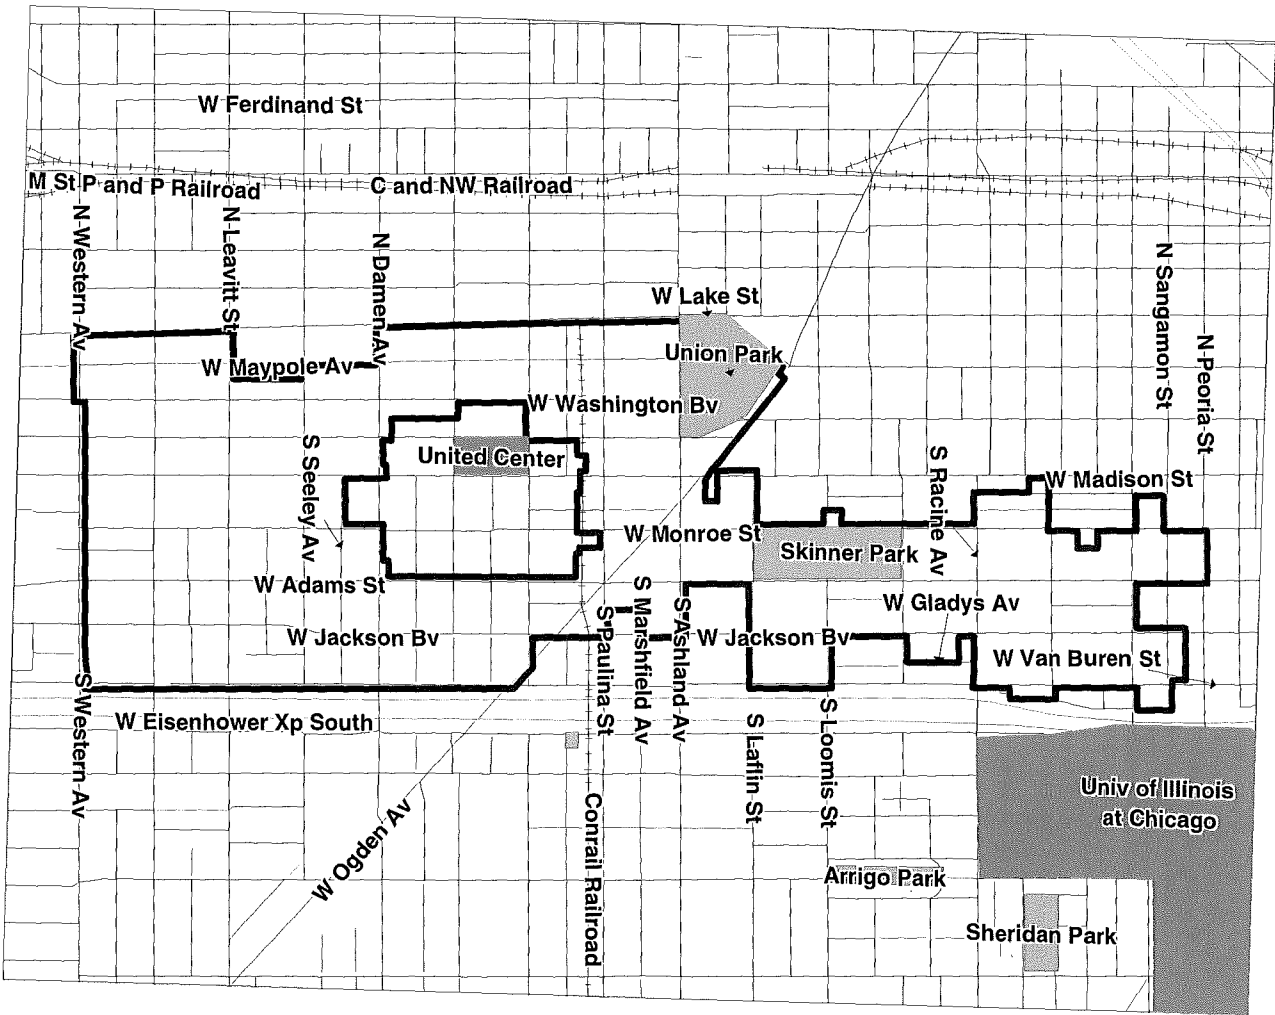 W Ferdinand St
M St P and P Railroad
C and NW Railroad
N Western Av
N Leavitt St
N Damen Av
N Sangamon St
W Lake St
N Peoria St
Union Park
W Maypole Av
W Washington Bv
United Center
S Seeley Av
S Racine Av
W Madison St
W Monroe St
Skinner Park
W Adams St
S Marshfield Av
S Ashland Av
S Paulina St
W Gladys Av
W Jackson Bv
W Jackson Bv
W Van Buren St
S Western Av
W Eisenhower Xp South
S Laflin St
S Loomis St
Univ of Illinois
at Chicago
Conrail Railroad
W Ogden Av
Arrigo Park
Sheridan Park